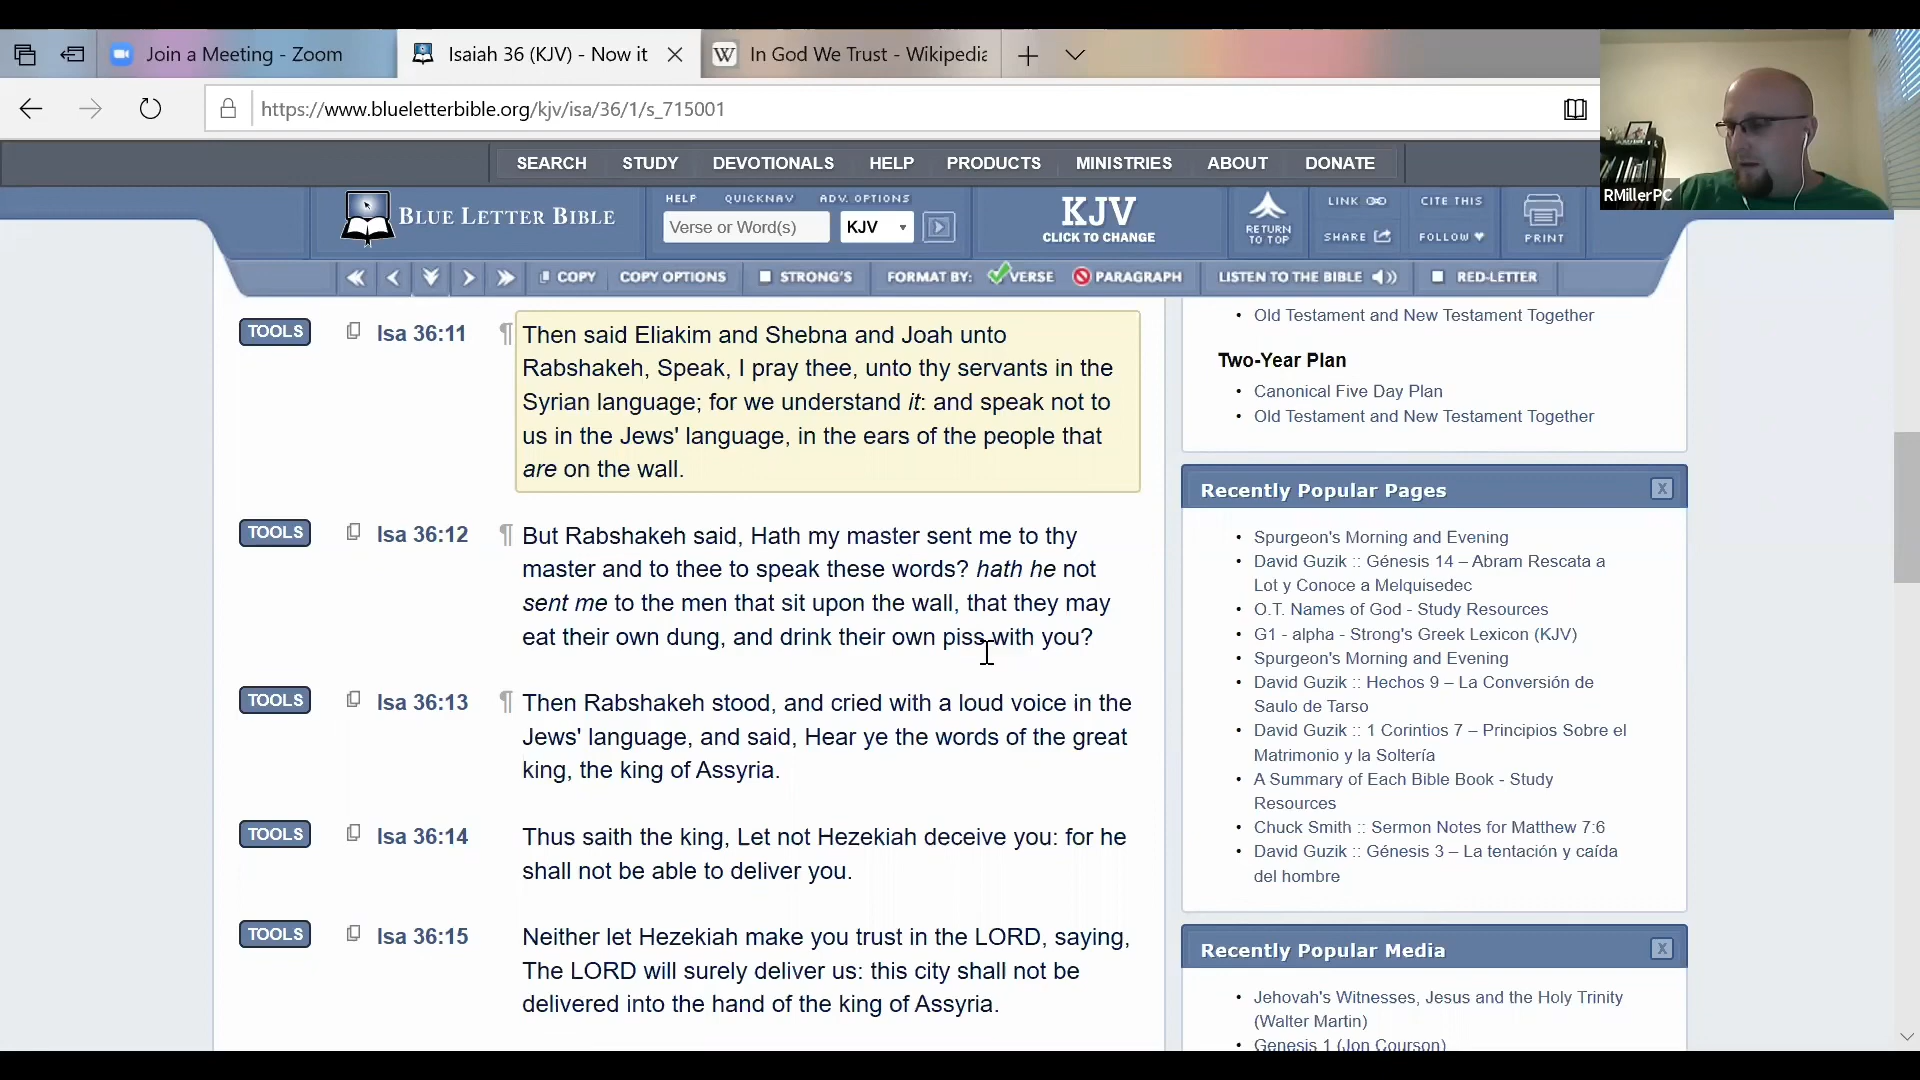 Join a Meeting - Zoom
Isaiah 36 (KJV) - Now it
In God We Trust - Wikipedia
https://www.blueletterbible.org/kjv/isa/36/1/s_715001
RMillerPC
SEARCH STUDY DEVOTIONALS HELP PRODUCTS MINISTRIES ABOUT DONATE
BLUE LETTER BIBLE
HELP QUICKNAV ADV. OPTIONS
Verse or Word(s) KJV
KJV
CLICK TO CHANGE
RETURN
TO TOP
LINK CITE THIS
SHARE FOLLOW
PRINT
COPY COPY OPTIONS STRONG'S FORMAT BY: VERSE PARAGRAPH LISTEN TO THE BIBLE RED-LETTER
TOOLS Isa 36:11 ¶ Then said Eliakim and Shebna and Joah unto
Rabshakeh, Speak, I pray thee, unto thy servants in the
Syrian language; for we understand it: and speak not to
us in the Jews' language, in the ears of the people that
are on the wall.
TOOLS Isa 36:12 ¶ But Rabshakeh said, Hath my master sent me to thy
master and to thee to speak these words? hath he not
sent me to the men that sit upon the wall, that they may
eat their own dung, and drink their own piss with you?
TOOLS Isa 36:13 ¶ Then Rabshakeh stood, and cried with a loud voice in the
Jews' language, and said, Hear ye the words of the great
king, the king of Assyria.
TOOLS Isa 36:14 Thus saith the king, Let not Hezekiah deceive you: for he
shall not be able to deliver you.
TOOLS Isa 36:15 Neither let Hezekiah make you trust in the LORD, saying,
The LORD will surely deliver us: this city shall not be
delivered into the hand of the king of Assyria.
• Old Testament and New Testament Together
Two-Year Plan
• Canonical Five Day Plan
• Old Testament and New Testament Together
Recently Popular Pages X
• Spurgeon's Morning and Evening
• David Guzik :: Génesis 14 – Abram Rescata a
Lot y Conoce a Melquisedec
• O.T. Names of God - Study Resources
• G1 - alpha - Strong's Greek Lexicon (KJV)
• Spurgeon's Morning and Evening
• David Guzik :: Hechos 9 – La Conversión de
Saulo de Tarso
• David Guzik :: 1 Corintios 7 – Principios Sobre el
Matrimonio y la Soltería
• A Summary of Each Bible Book - Study
Resources
• Chuck Smith :: Sermon Notes for Matthew 7:6
• David Guzik :: Génesis 3 – La tentación y caída
del hombre
Recently Popular Media X
• Jehovah's Witnesses, Jesus and the Holy Trinity
(Walter Martin)
• Genesis 1 (Jon Courson)